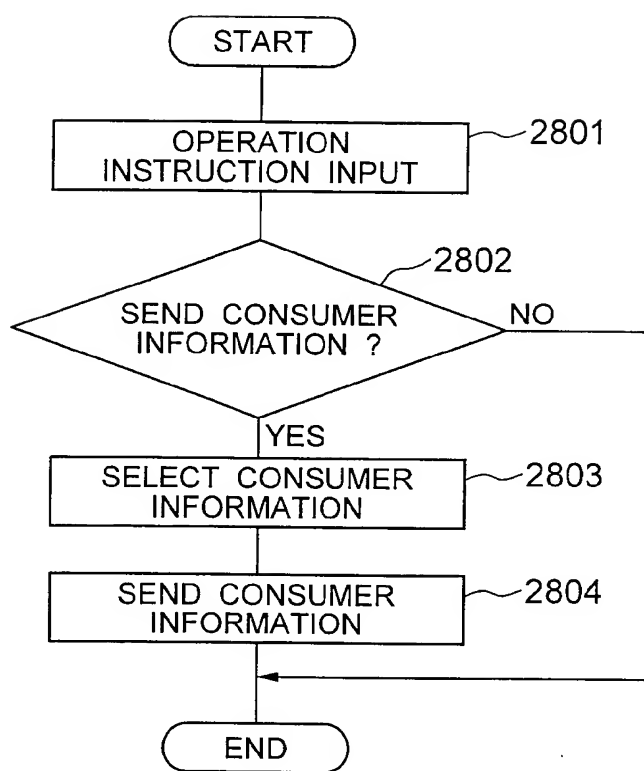 START
OPERATION
INSTRUCTION INPUT
2801
2802
SEND CONSUMER
INFORMATION ?
NO
YES
SELECT CONSUMER
INFORMATION
2803
SEND CONSUMER
INFORMATION
2804
END